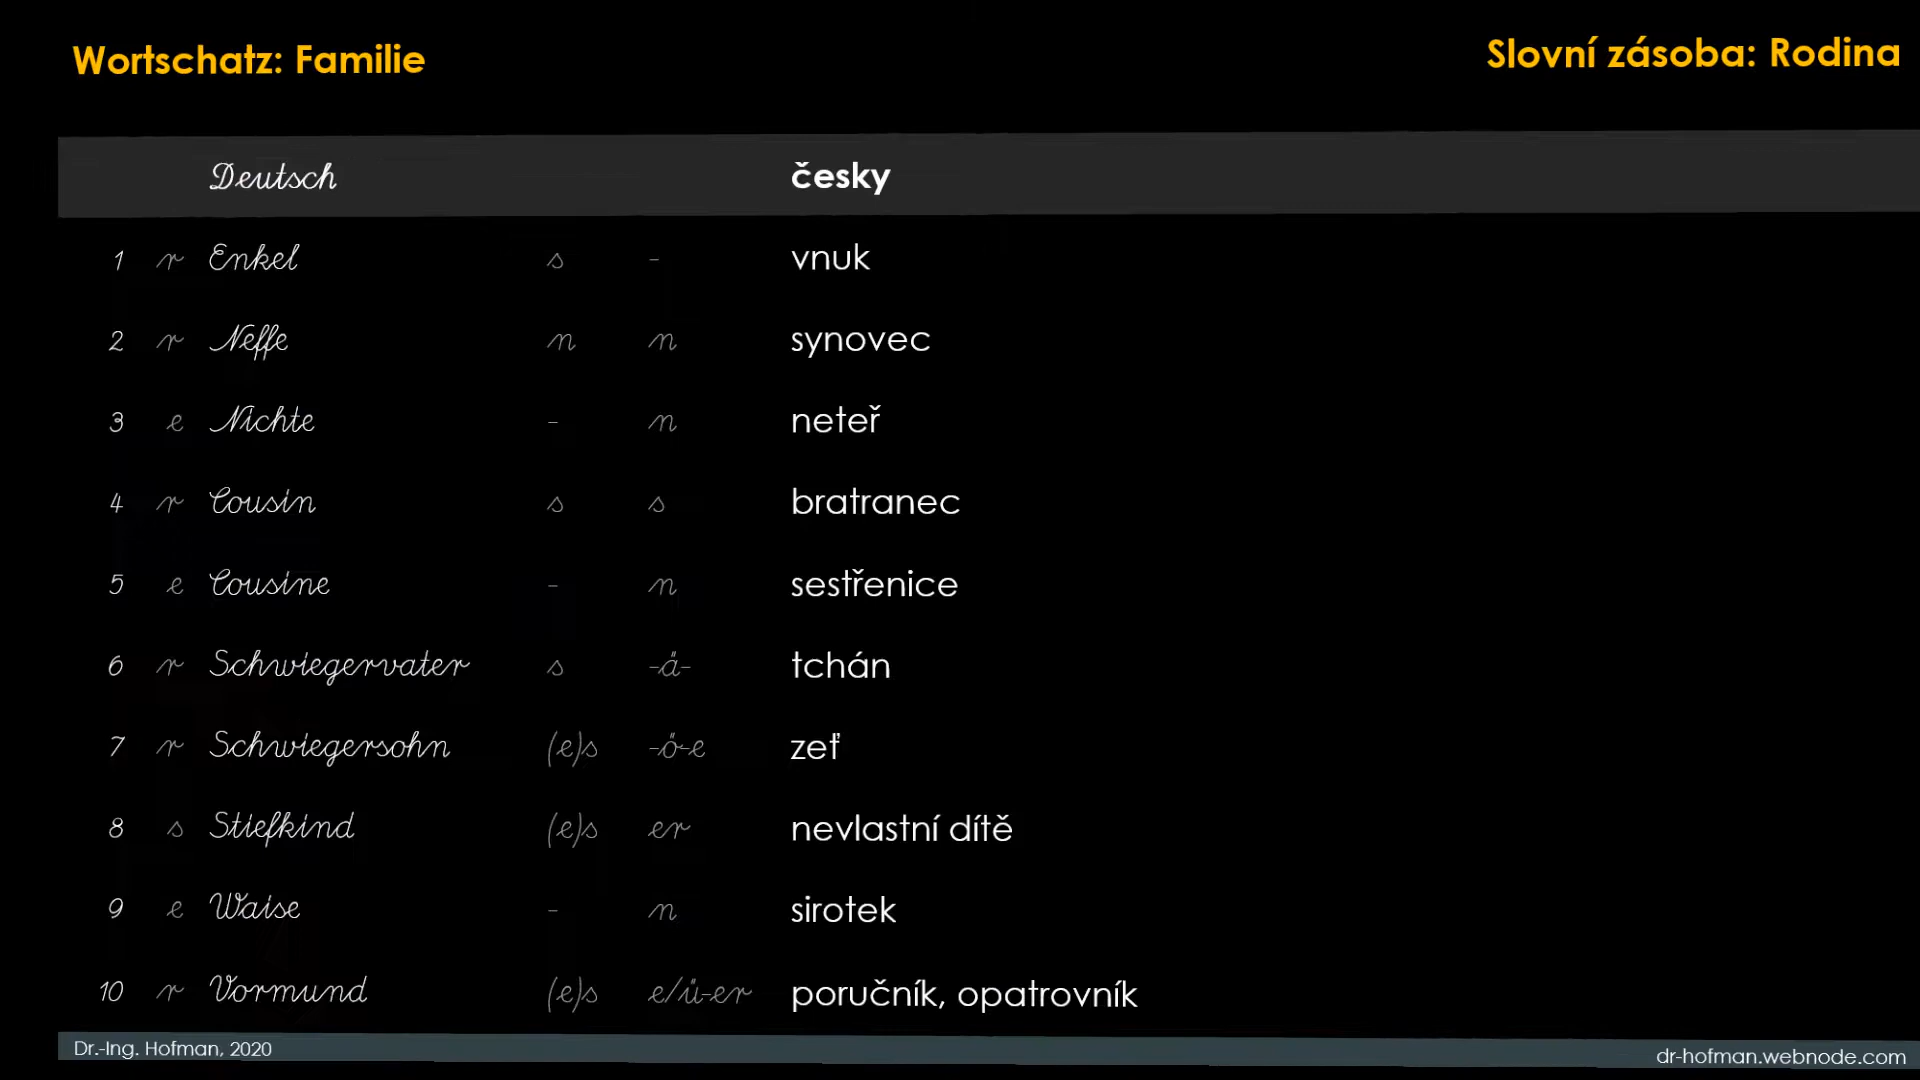 Wortschatz: Familie
Slovní zásoba: Rodina
Deutsch česky
1 r Enkel s - vnuk
2 r Neffe n n synovec
3 e Nichte - n neteř
4 r Cousin s s bratranec
5 e Cousine - n sestřenice
6 r Schwiegervater s -ä- tchán
7 r Schwiegersohn (e)s -ö-e zeť
8 s Stiefkind (e)s er nevlastní dítě
9 e Waise - n sirotek
10 r Vormund (e)s e/ü-er poručník, opatrovník
Dr.-Ing. Hofman, 2020
dr-hofman.webnode.com